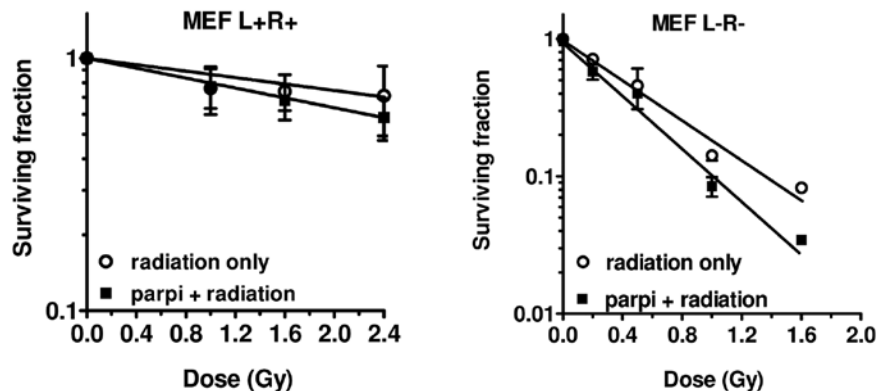 MEF L+R+
1
0.1
Surviving fraction
radiation only
parpi + radiation
0.0 0.4 0.8 1.2 1.6 2.0 2.4
Dose (Gy)
MEF L-R-
1
0.1
0.01
Surviving fraction
radiation only
parpi + radiation
0.0 0.4 0.8 1.2 1.6 2.0
Dose (Gy)